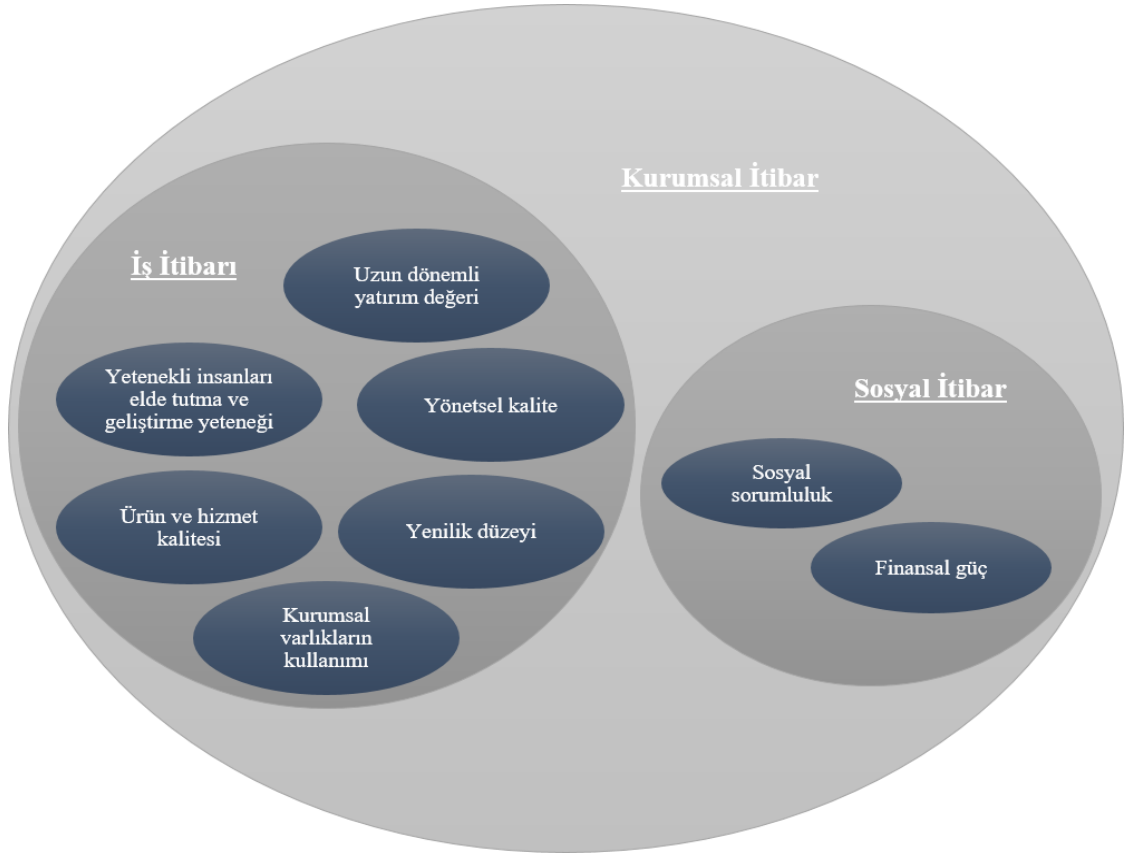 Kurumsal İtibar
İş İtibarı
Uzun dönemli
yatırım değeri
Yetenekli insanları
elde tutma ve
geliştirme yeteneği
Yönetsel kalite
Ürün ve hizmet
kalitesi
Yenilik düzeyi
Kurumsal
varlıkların
kullanımı
Sosyal İtibar
Sosyal
sorumluluk
Finansal güç